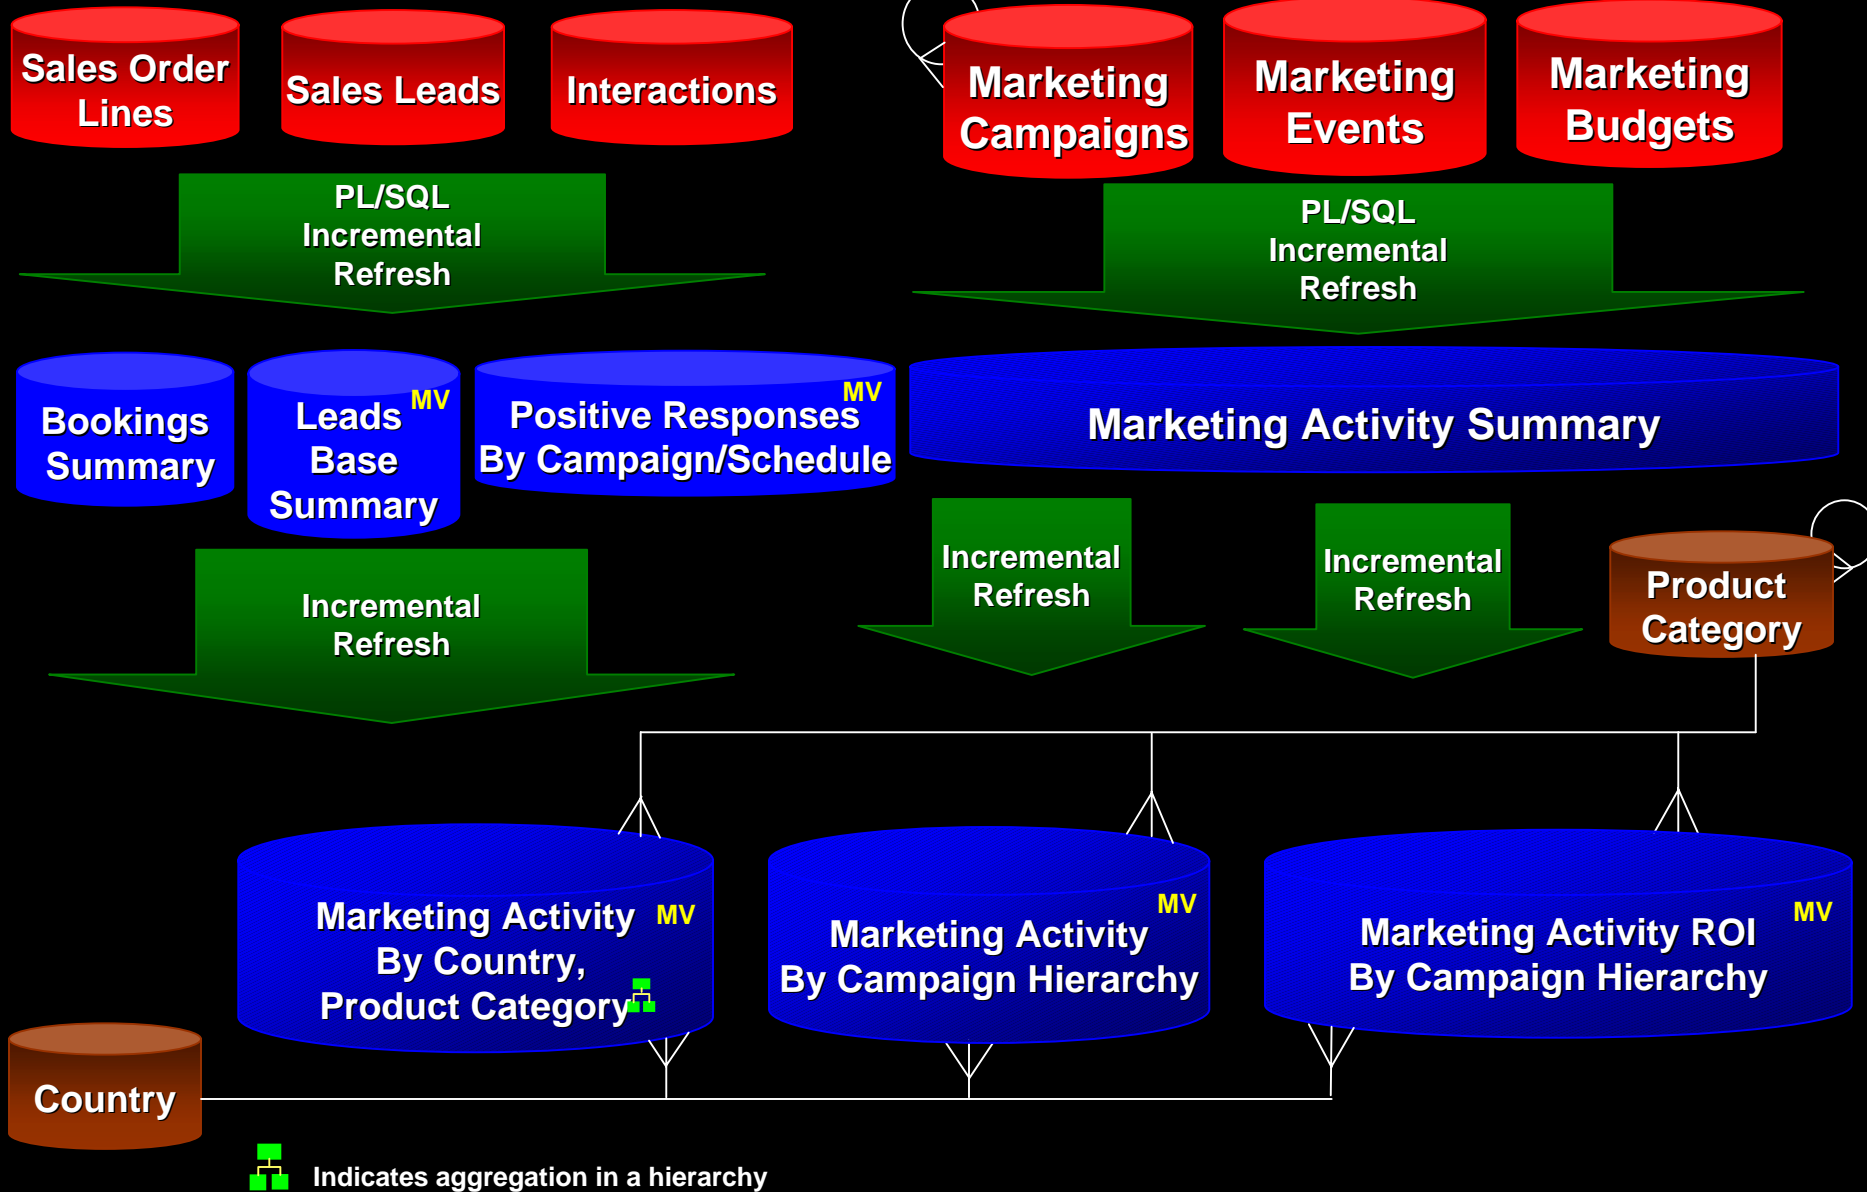 Sales Order
Lines
Sales Leads
Interactions
Marketing
Campaigns
Marketing
Events
Marketing
Budgets
PL/SQL
Incremental
Refresh
PL/SQL
Incremental
Refresh
Bookings
Summary
Leads
Base
Summary
MV
Positive Responses
By Campaign/Schedule
MV
Marketing Activity Summary
Incremental
Refresh
Incremental
Refresh
Incremental
Refresh
Product
Category
Marketing Activity
By Country,
Product Category
MV
Marketing Activity
By Campaign Hierarchy
MV
Marketing Activity ROI
By Campaign Hierarchy
MV
Country
Indicates aggregation in a hierarchy